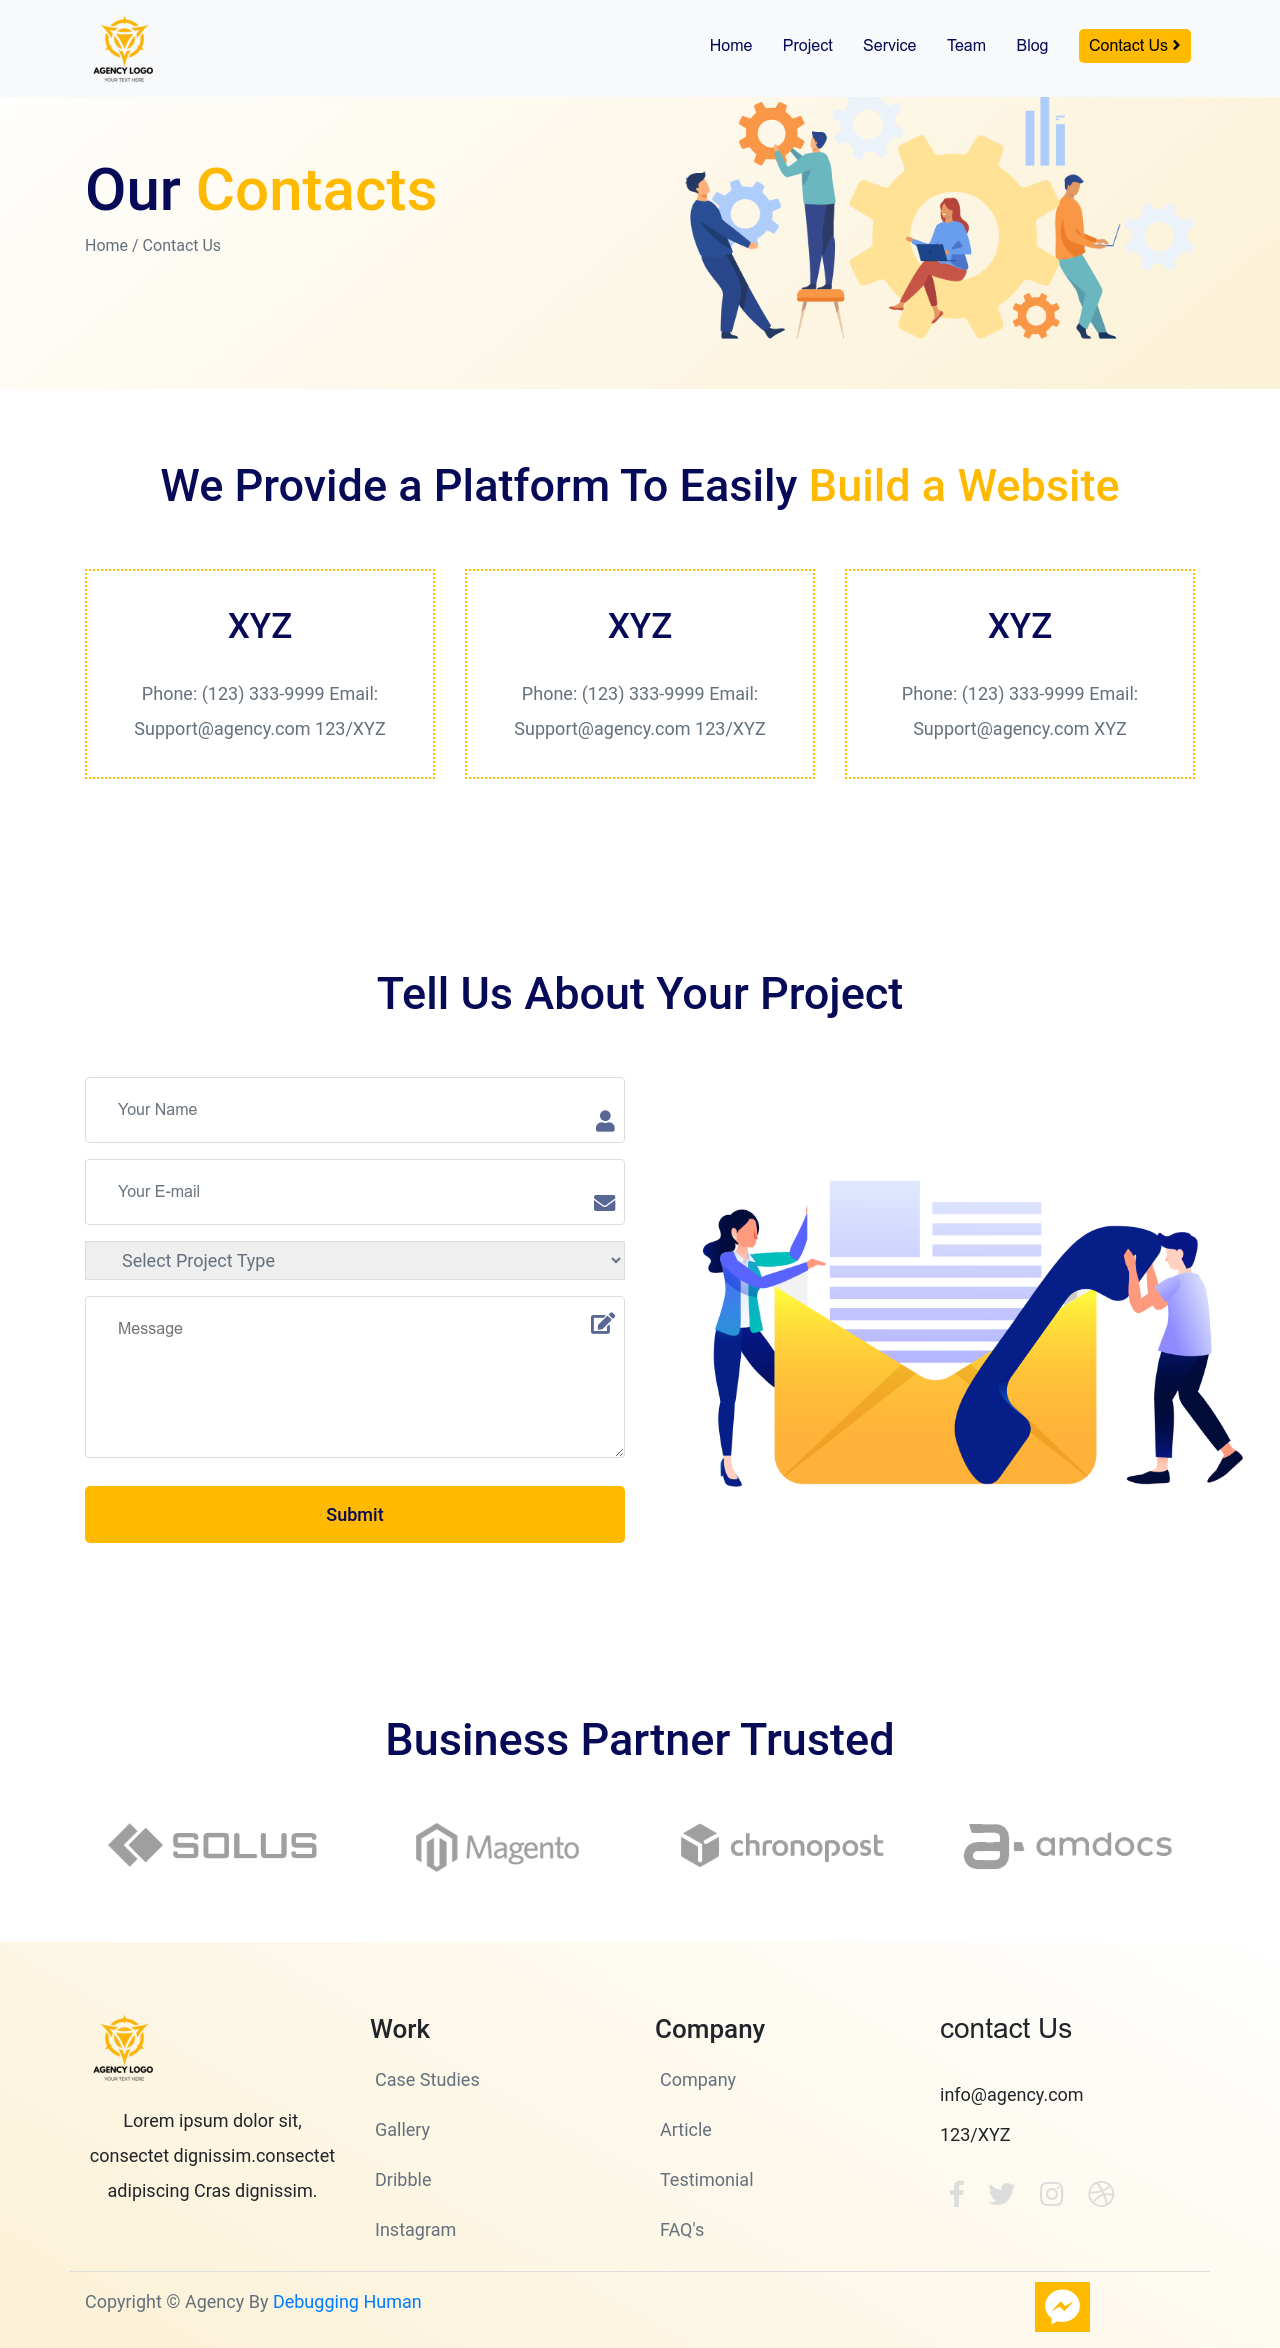 AGENCY LOGO
YOUR TEXT HERE
Home Project Service Team Blog Contact Us
Our Contacts
Home / Contact Us
We Provide a Platform To Easily Build a Website
XYZ
Phone: (123) 333-9999 Email:
Support@agency.com 123/XYZ
XYZ
Phone: (123) 333-9999 Email:
Support@agency.com 123/XYZ
XYZ
Phone: (123) 333-9999 Email:
Support@agency.com XYZ
Tell Us About Your Project
Your Name
Your E-mail
Select Project Type
Message
Submit
Business Partner Trusted
SOLUS Magento chronopost amdocs
AGENCY LOGO
YOUR TEXT HERE
Lorem ipsum dolor sit,
consectet dignissim.consectet
adipiscing Cras dignissim.
Work
Case Studies
Gallery
Dribble
Instagram
Company
Company
Article
Testimonial
FAQ's
contact Us
info@agency.com
123/XYZ
Copyright © Agency By Debugging Human